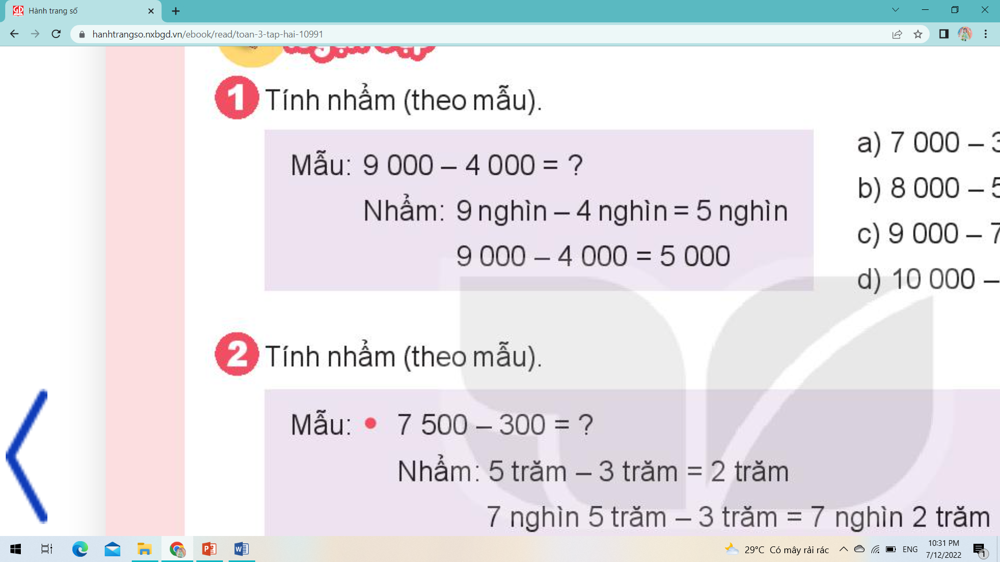 Hành trang số
hanhtrangso.nxbgd.vn/ebook/read/toan-3-tap-hai-10991
1 Tính nhẩm (theo mẫu).
Mẫu: 9 000 – 4 000 = ?
Nhẩm: 9 nghìn – 4 nghìn = 5 nghìn
9 000 – 4 000 = 5 000
a) 7 000 – 3
b) 8 000 – 5
c) 9 000 – 7
d) 10 000 –
2 Tính nhẩm (theo mẫu).
Mẫu: • 7 500 – 300 = ?
Nhẩm: 5 trăm – 3 trăm = 2 trăm
7 nghìn 5 trăm – 3 trăm = 7 nghìn 2 trăm
29°C Có mây rải rác
ENG
10:31 PM
7/12/2022
1